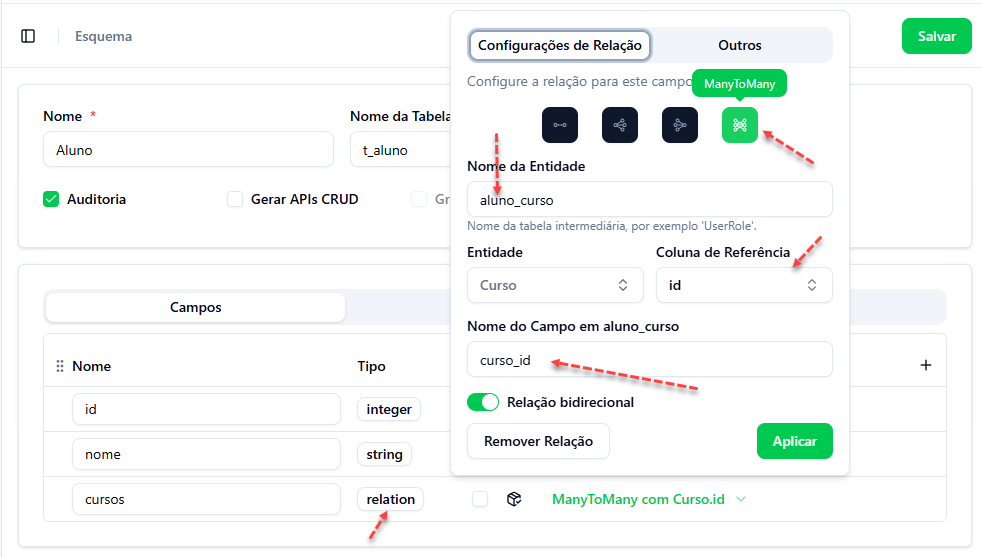 Esquema
Salvar
Nome *
Aluno
Nome da Tabela
t_aluno
Auditoria
Gerar APIs CRUD
Configurações de Relação
Outros
Configure a relação para este campo
ManyToMany
Nome da Entidade
aluno_curso
Nome da tabela intermediária, por exemplo 'UserRole'.
Entidade
Coluna de Referência
Curso
id
Nome do Campo em aluno_curso
curso_id
Relação bidirecional
Remover Relação
Aplicar
Campos
Nome
Tipo
id
integer
nome
string
cursos
relation
ManyToMany com Curso.id